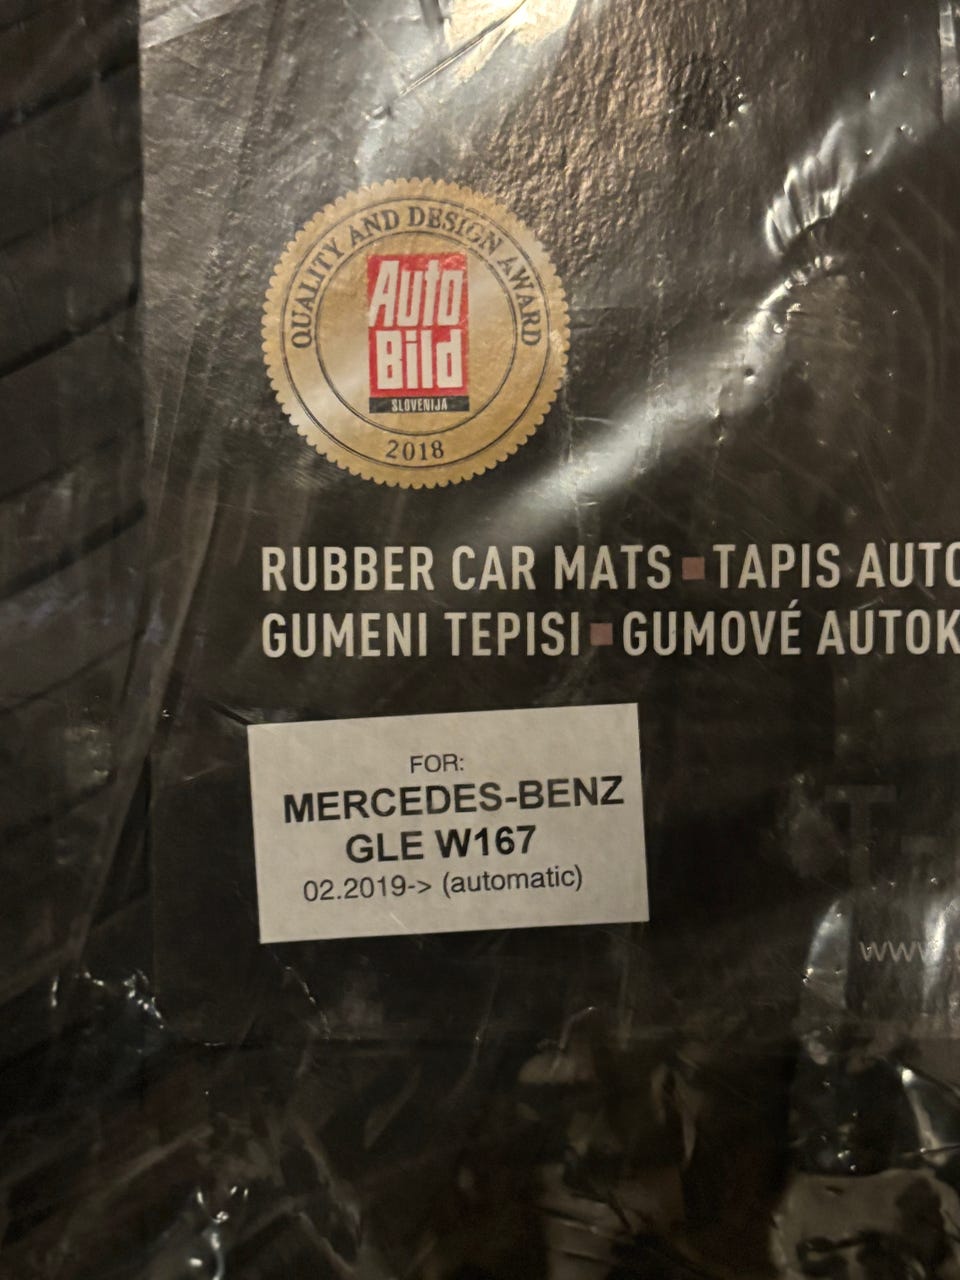 QUALITY AND DESIGN AWARD
Auto
Bild
SLOVENIJA
2018
RUBBER CAR MATS ▪ TAPIS AUTO
GUMENI TEPISI ▪ GUMOVÉ AUTOK
FOR:
MERCEDES-BENZ
GLE W167
02.2019-> (automatic)
www.